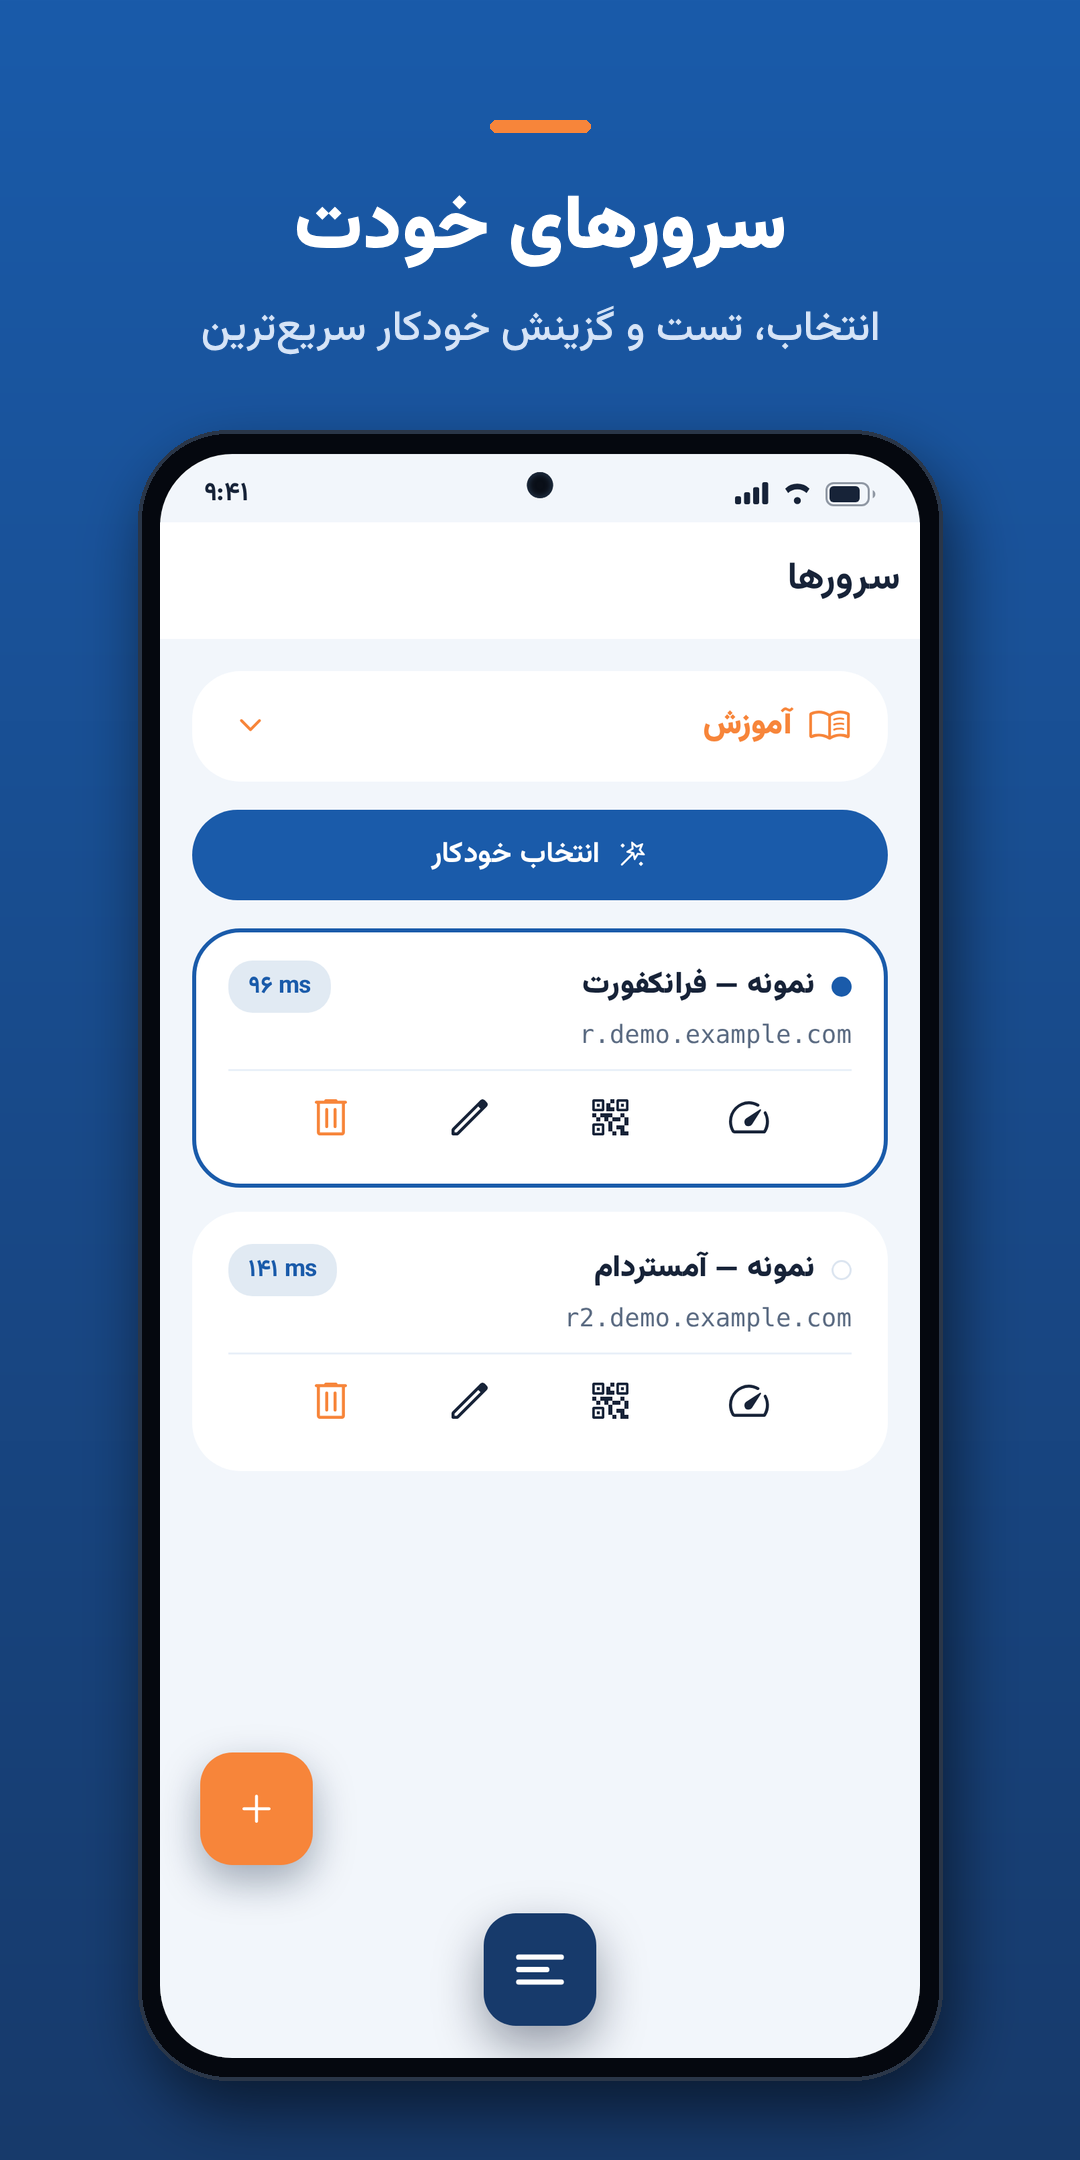 سرورهای خودت
انتخاب، تست و گزینش خودکار سریع‌ترین
۹:۴۱
سرورها
آموزش
انتخاب خودکار
نمونه – فرانکفورت
۹۶ ms
r.demo.example.com
نمونه – آمستردام
۱۴۱ ms
r2.demo.example.com